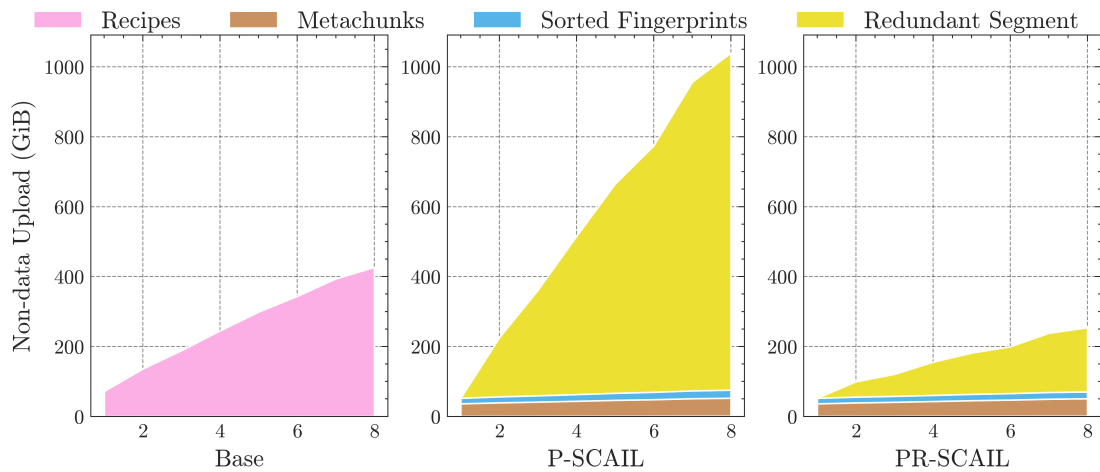 Recipes Metachunks Sorted Fingerprints Redundant Segment
Non-data Upload (GiB)
1000
800
600
400
200
0
2 4 6 8
Base
1000
800
600
400
200
0
2 4 6 8
P-SCAIL
1000
800
600
400
200
0
2 4 6 8
PR-SCAIL